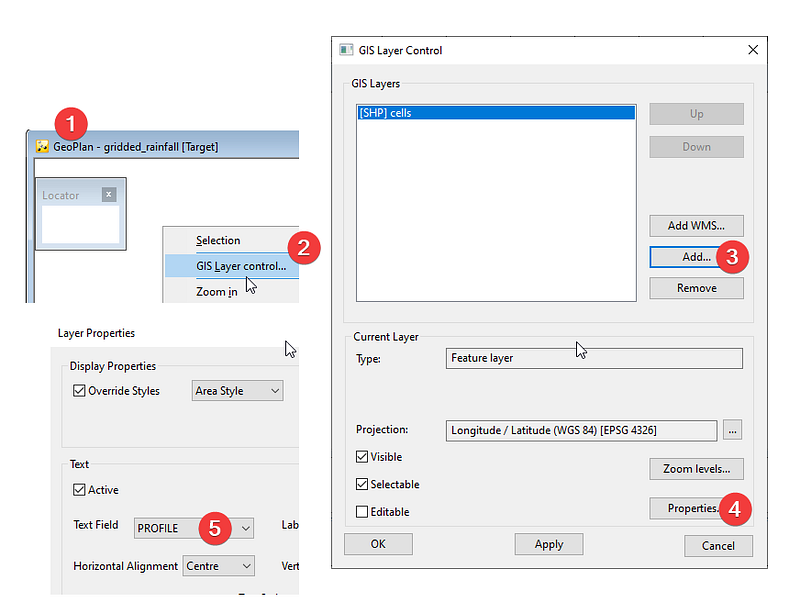 1
GeoPlan - gridded_rainfall [Target]
Locator
x
Selection
2
GIS Layer control...
Zoom in
Layer Properties
Display Properties
Override Styles
Area Style
Text
Active
Text Field
PROFILE
5
Horizontal Alignment
Centre
GIS Layer Control
GIS Layers
[SHP] cells
Up
Down
Add WMS...
Add...
3
Remove
Current Layer
Type:
Feature layer
Projection:
Longitude / Latitude (WGS 84) [EPSG 4326]
...
Visible
Zoom levels...
Selectable
Properties.
4
Editable
OK
Apply
Cancel